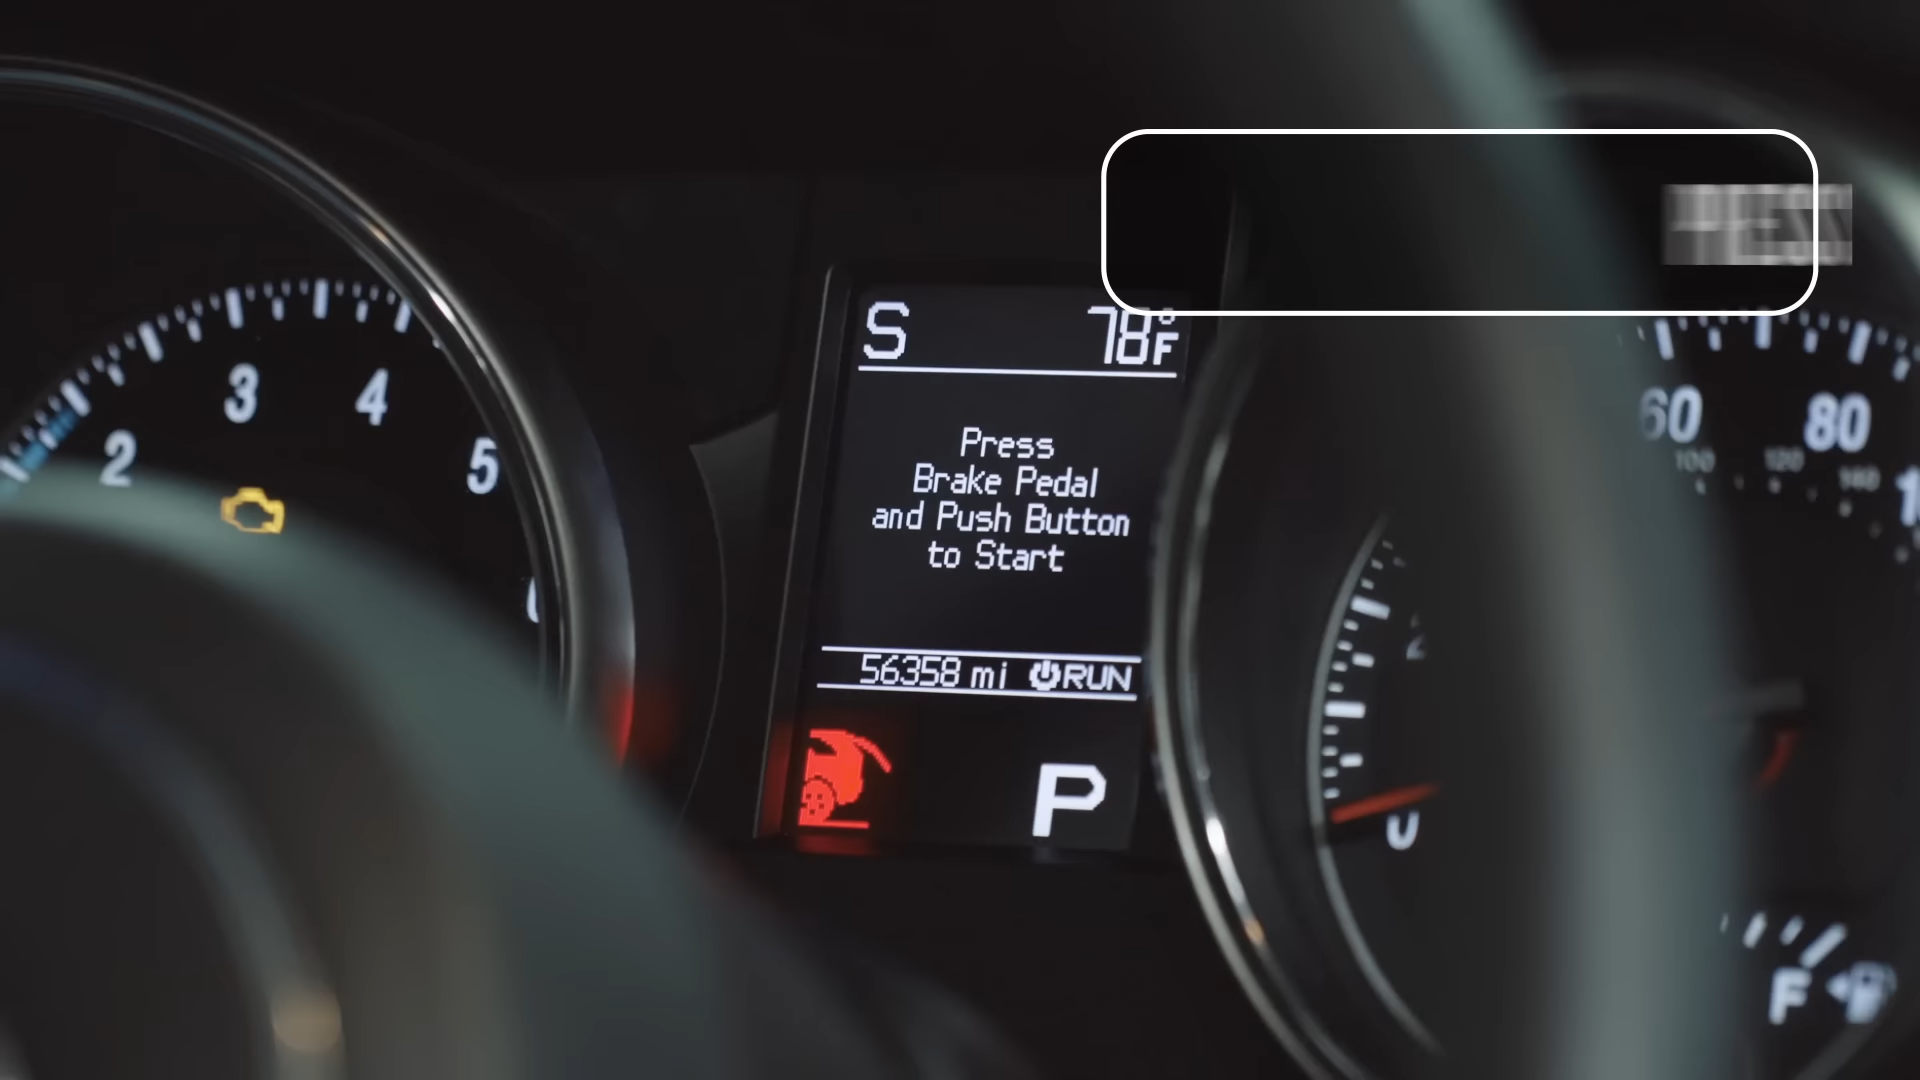 S 78°F
Press
Brake Pedal
and Push Button
to Start
56358 mi RUN
P
2 3 4 5
60 80
100 120 140
0
F